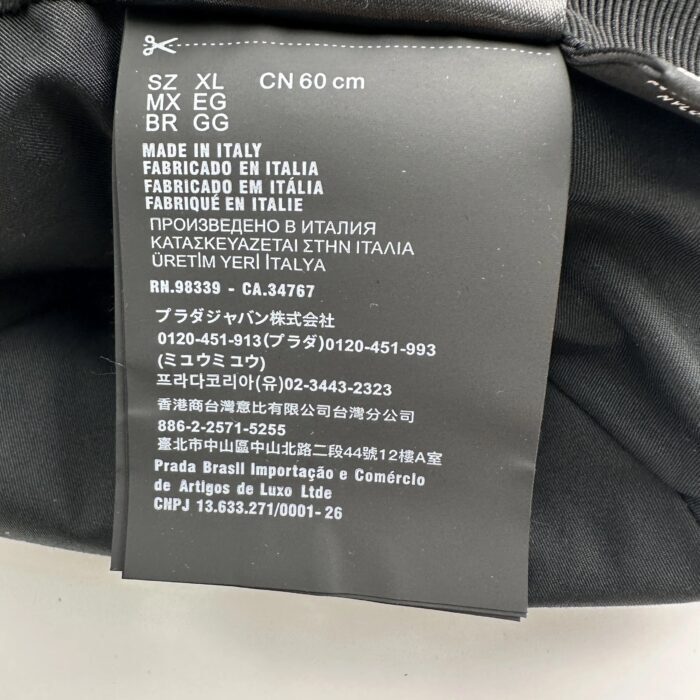 SZ XL CN 60 cm
MX EG
BR GG
MADE IN ITALY
FABRICADO EN ITALIA
FABRICADO EM ITÁLIA
FABRIQUÉ EN ITALIE
ПРОИЗВЕДЕНО В ИТАЛИЯ
ΚΑΤΑΣΚΕΥΑΖΕΤΑΙ ΣΤΗΝ ΙΤΑΛΙΑ
ÜRETİM YERİ İTALYA
RN.98339 - CA.34767
プラダジャパン株式会社
0120-451-913(プラダ)0120-451-993
(ミュウミュウ)
프라다코리아(유)02-3443-2323
香港商台灣意比有限公司台灣分公司
886-2-2571-5255
臺北市中山區中山北路二段44號12樓A室
Prada Brasil Importação e Comércio
de Artigos de Luxo Ltde
CNPJ 13.633.271/0001-26